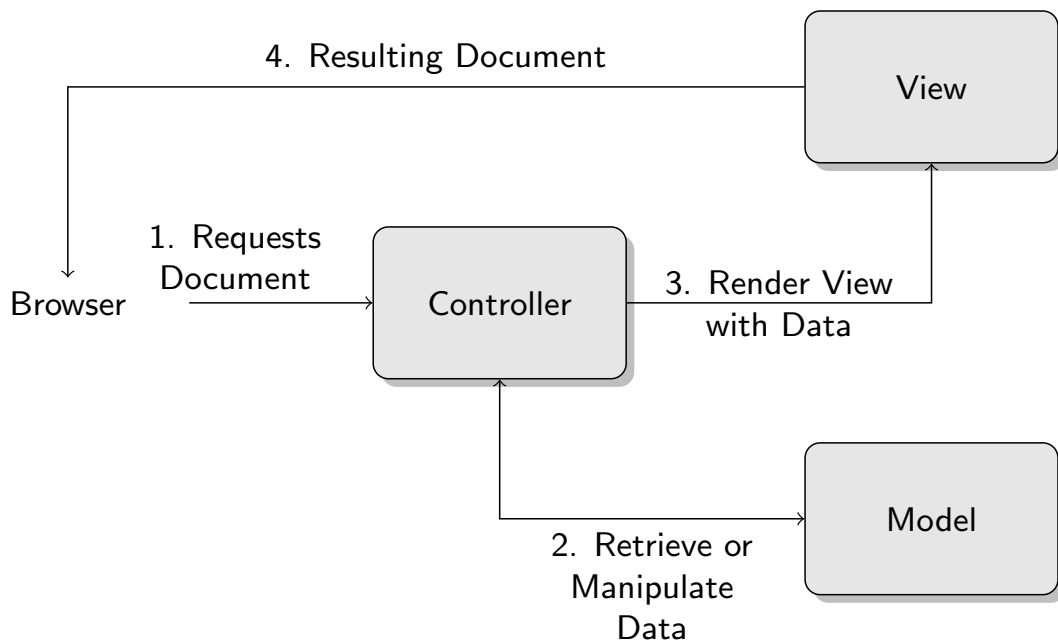 4. Resulting Document
View
1. Requests
Document
Browser
Controller
3. Render View
with Data
Model
2. Retrieve or
Manipulate
Data